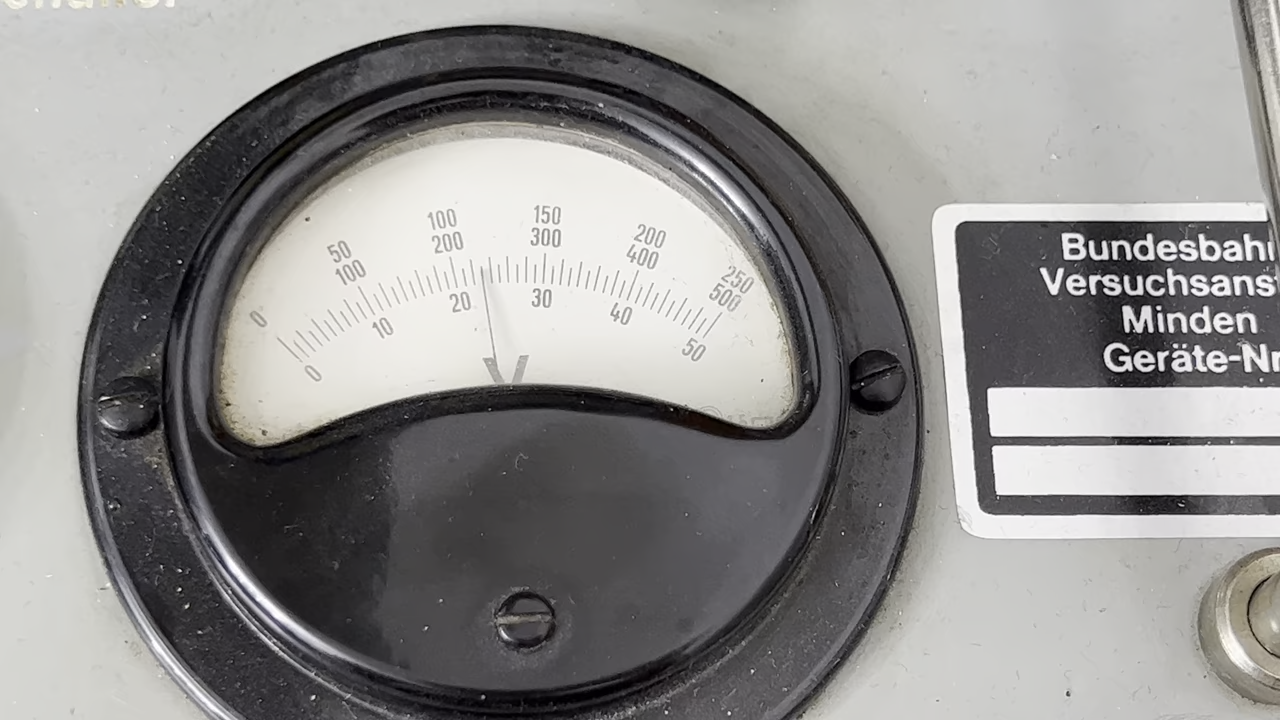 50 100 150 200 250
0 100 200 300 400 500
0 10 20 30 40 50
V
Bundesbahn
Versuchsanst
Minden
Geräte-Nr